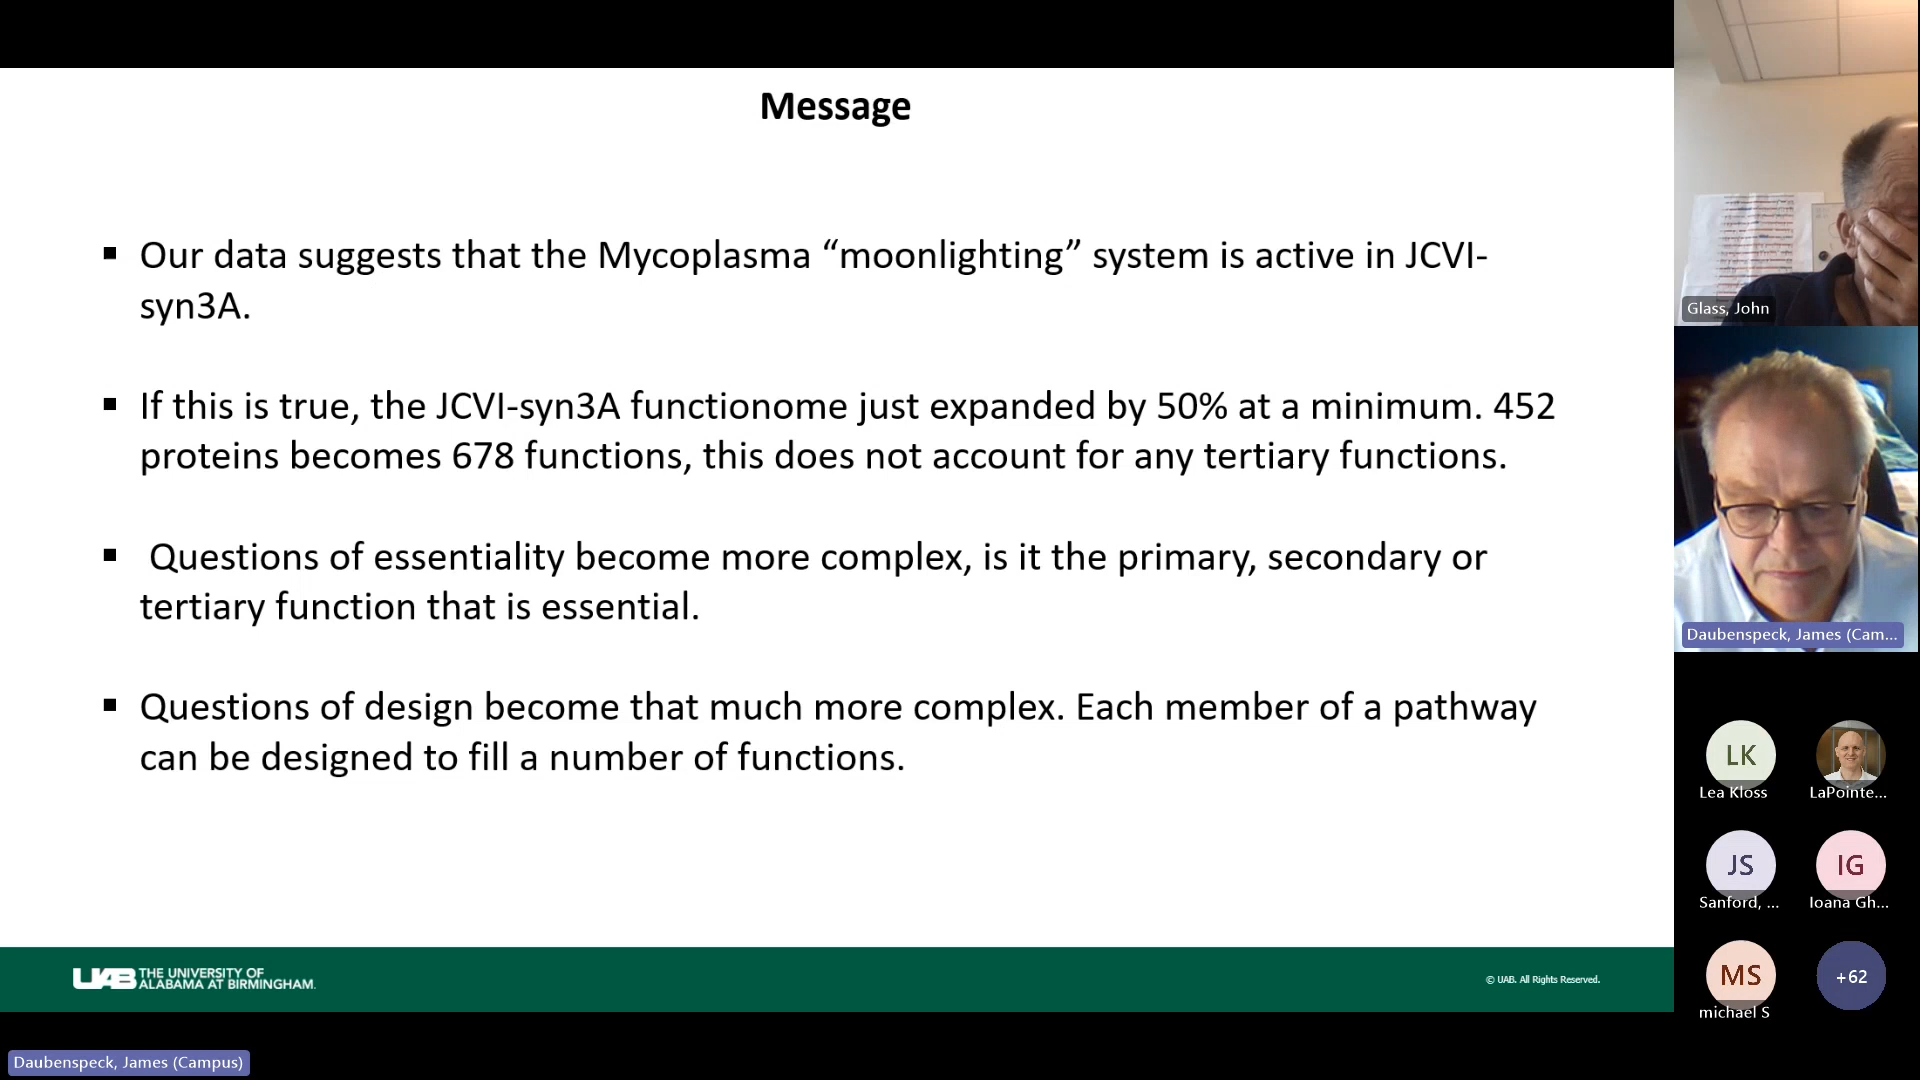 Message
▪ Our data suggests that the Mycoplasma “moonlighting” system is active in JCVI-
syn3A.
▪ If this is true, the JCVI-syn3A functionome just expanded by 50% at a minimum. 452
proteins becomes 678 functions, this does not account for any tertiary functions.
▪ Questions of essentiality become more complex, is it the primary, secondary or
tertiary function that is essential.
▪ Questions of design become that much more complex. Each member of a pathway
can be designed to fill a number of functions.
UAB THE UNIVERSITY OF
ALABAMA AT BIRMINGHAM.
© UAB. All Rights Reserved.
Daubenspeck, James (Campus)
Glass, John
Daubenspeck, James (Cam...
LK
Lea Kloss
LaPointe...
JS
Sanford, ...
IG
Ioana Gh...
MS
michael S
+62